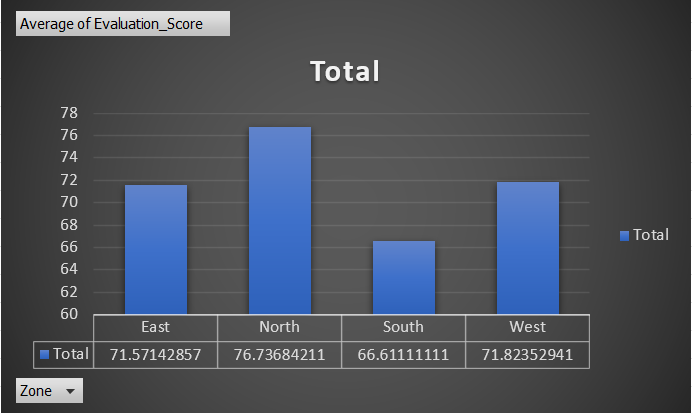 Average of Evaluation_Score
Total
78
76
74
72
70
68
66
64
62
60
Total
East North South West
Total 71.57142857 76.73684211 66.61111111 71.82352941
Zone